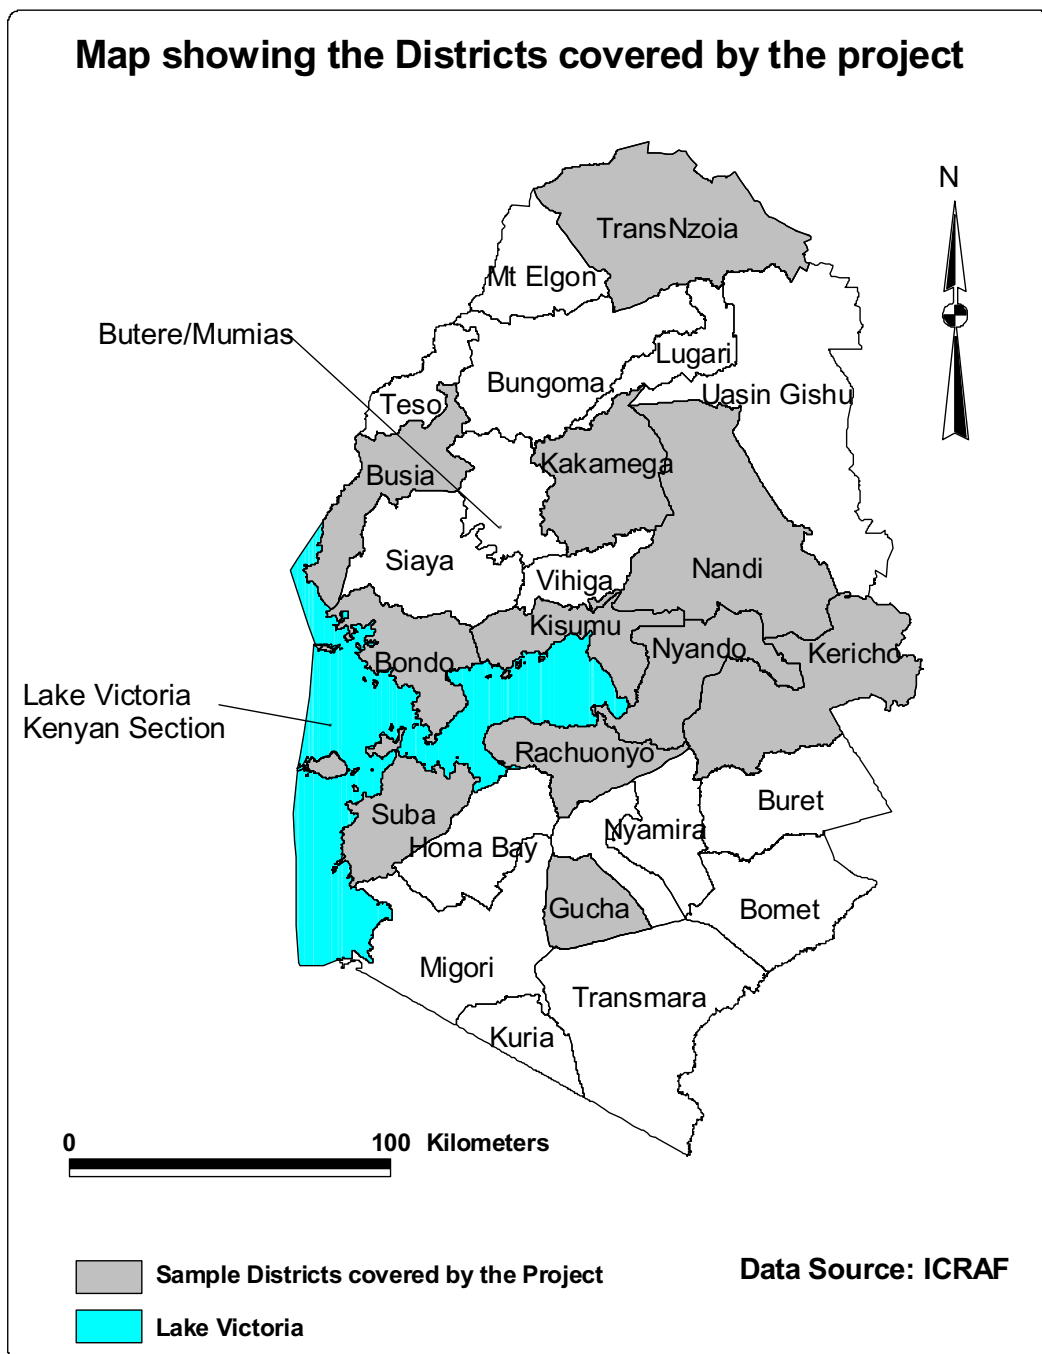 Map showing the Districts covered by the project
N
TransNzoia
Mt Elgon
Butere/Mumias
Lugari
Bungoma
Uasin Gishu
Teso
Kakamega
Busia
Siaya
Vihiga
Nandi
Kisumu
Nyando
Kericho
Bondo
Lake Victoria
Kenyan Section
Rachuonyo
Buret
Suba
Nyamira
Homa Bay
Gucha
Bomet
Migori
Transmara
Kuria
0 100 Kilometers
Sample Districts covered by the Project
Data Source: ICRAF
Lake Victoria